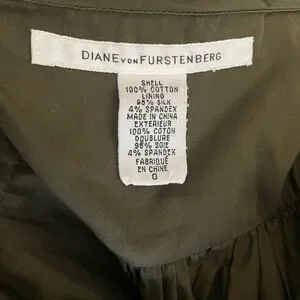 DIANE VON FURSTENBERG
SHELL
100% COTTON
LINING
96% SILK
4% SPANDEX
MADE IN CHINA
EXTERIEUR
100% COTON
DOUBLURE
96% SOIE
4% SPANDEX
FABRIQUE
EN CHINE
0